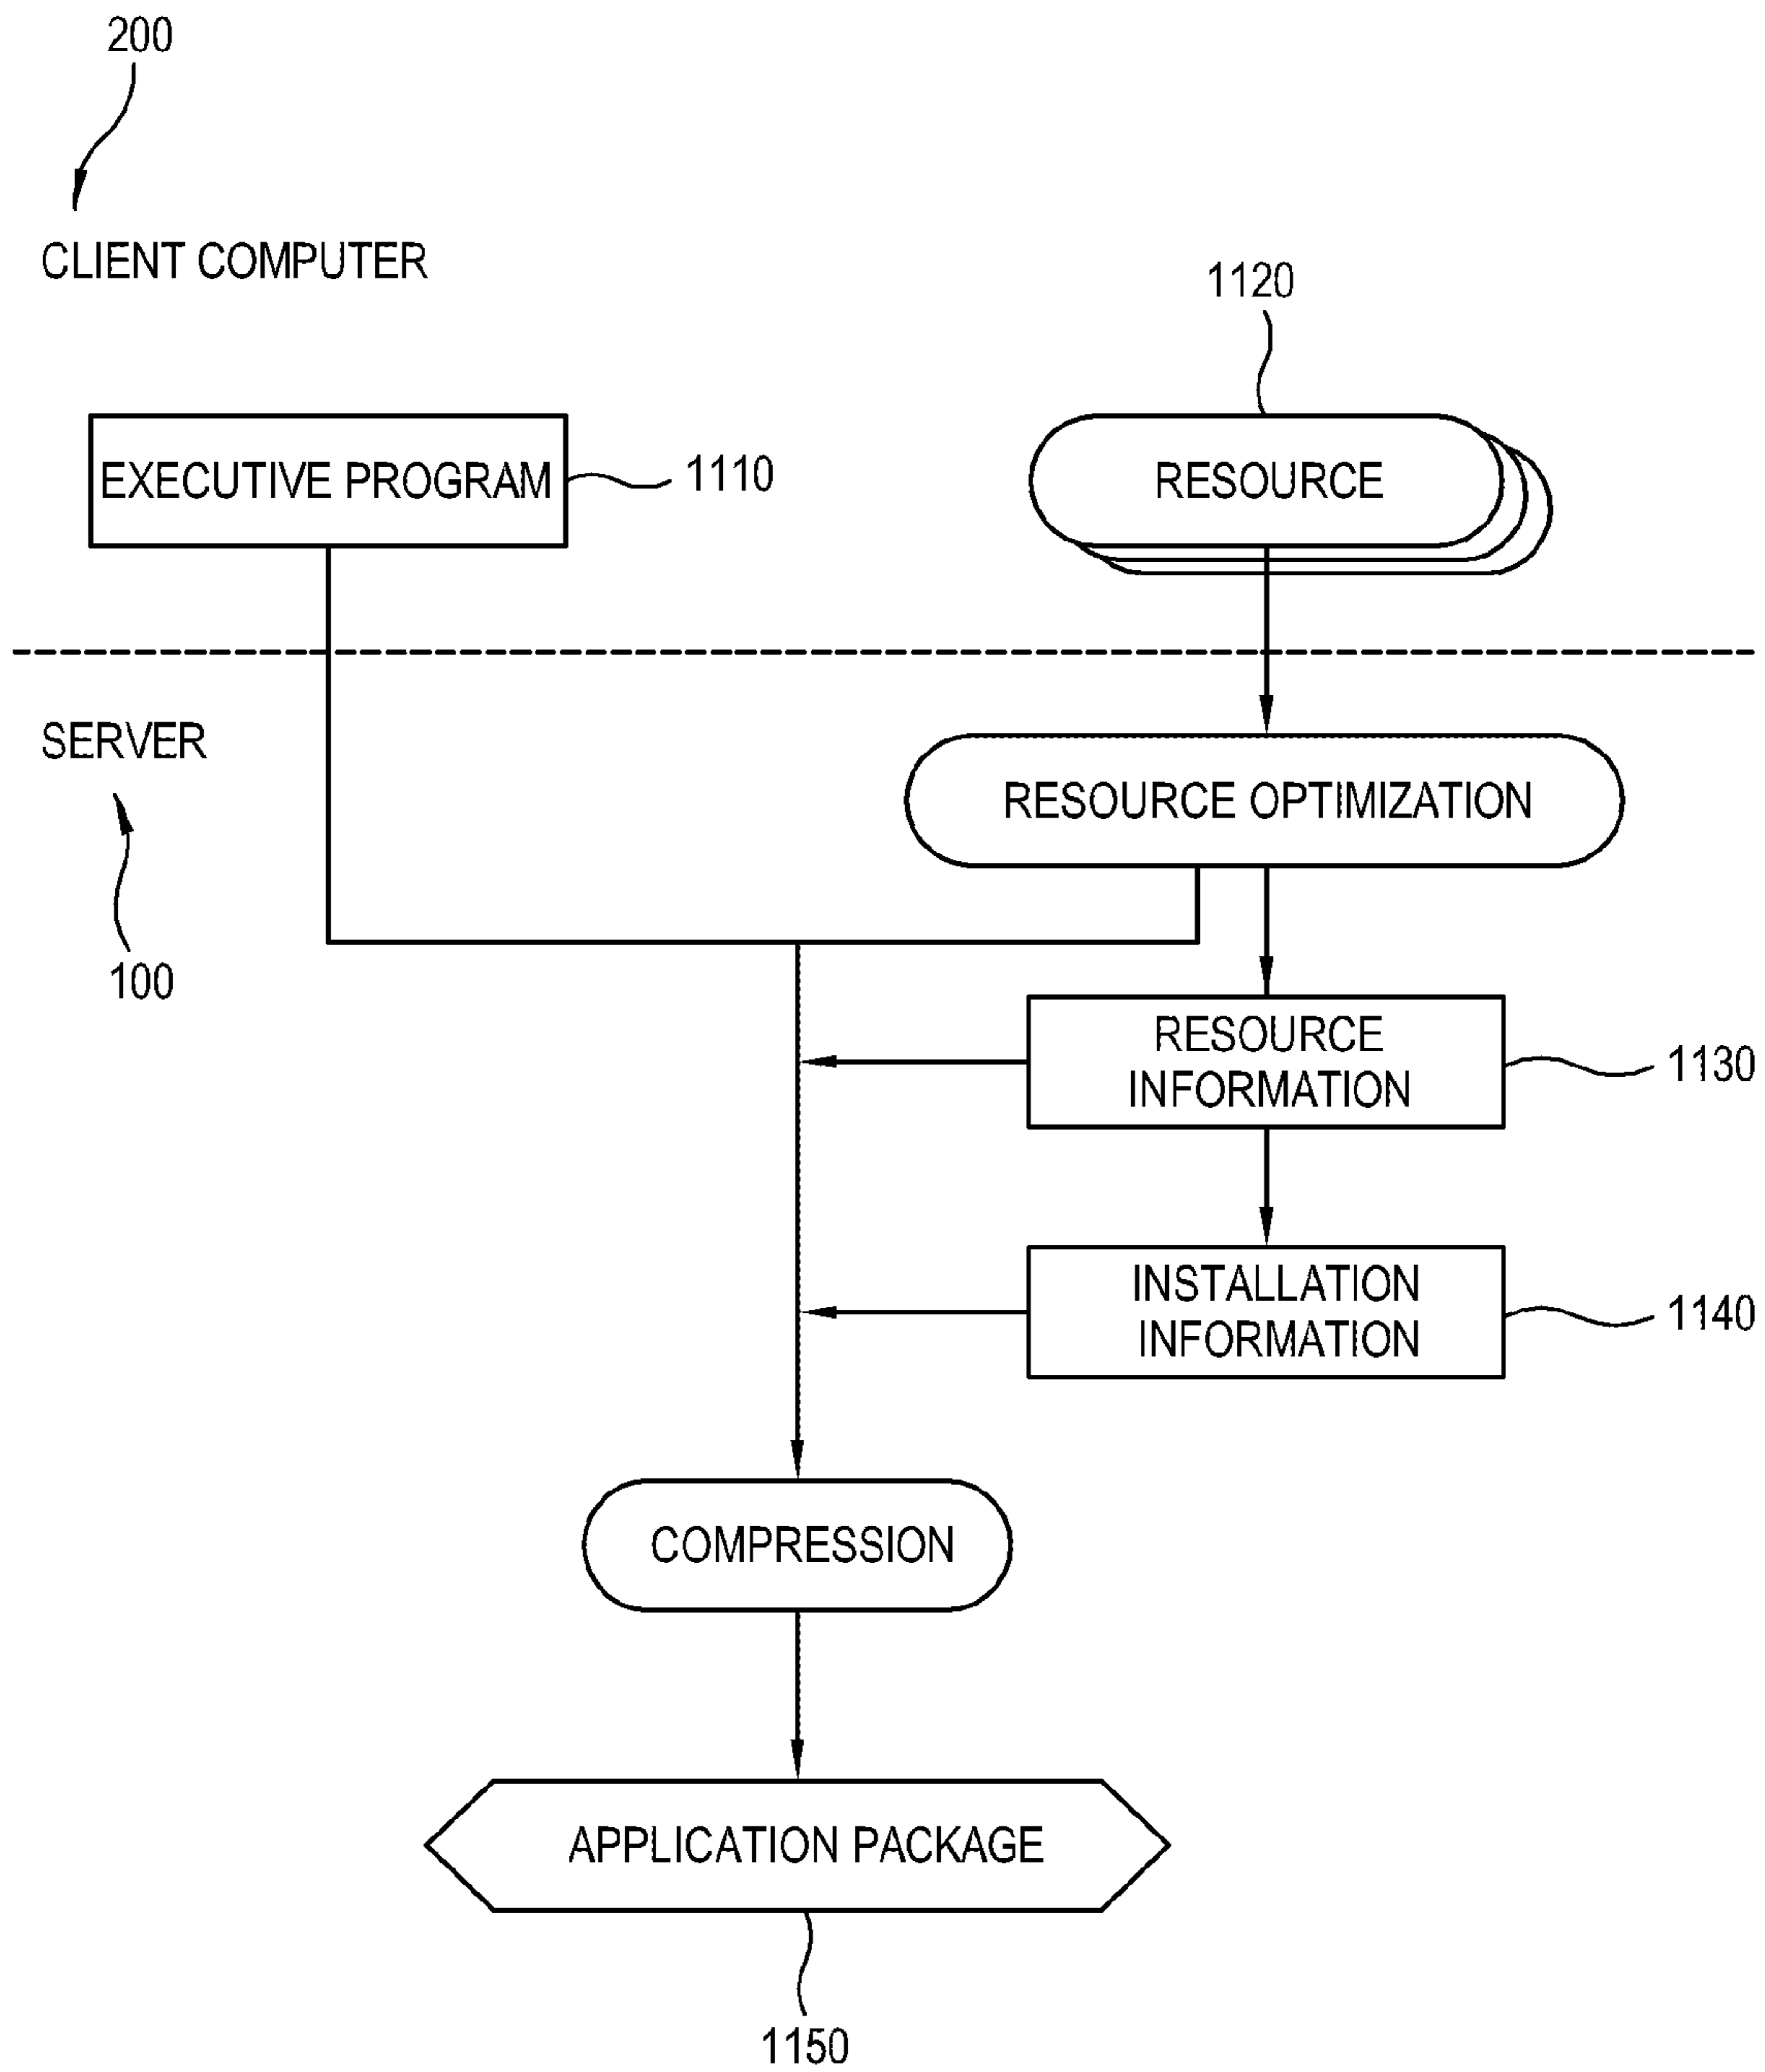 200
CLIENT COMPUTER
1120
EXECUTIVE PROGRAM
1110
RESOURCE
SERVER
RESOURCE OPTIMIZATION
100
RESOURCE
INFORMATION
1130
INSTALLATION
INFORMATION
1140
COMPRESSION
APPLICATION PACKAGE
1150